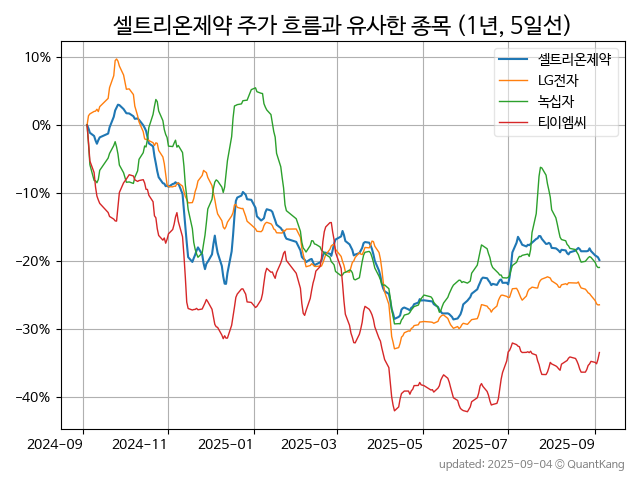 셀트리온제약 주가 흐름과 유사한 종목 (1년, 5일선)
셀트리온제약
LG전자
녹십자
티이엠씨
10%
0%
−10%
−20%
−30%
−40%
2024-09
2024-11
2025-01
2025-03
2025-05
2025-07
2025-09
updated: 2025-09-04 © QuantKang